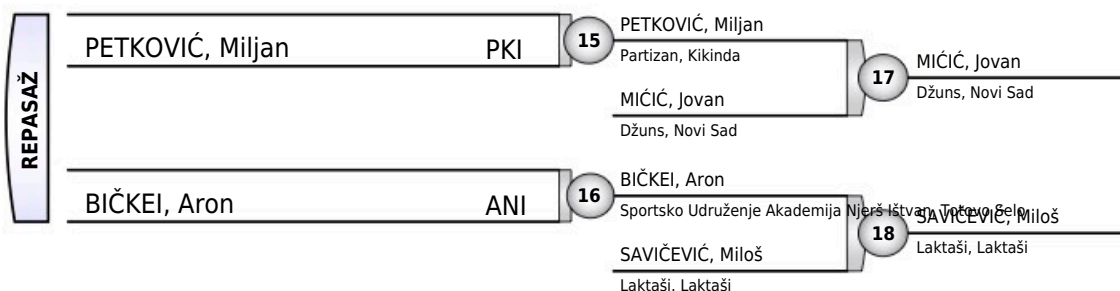 REPASAŽ
PETKOVIĆ, Miljan PKI
15
PETKOVIĆ, Miljan
Partizan, Kikinda
MIĆIĆ, Jovan
Džuns, Novi Sad
17
MIĆIĆ, Jovan
Džuns, Novi Sad
BIČKEI, Aron ANI
16
BIČKEI, Aron
Sportsko Udruženje Akademija Njerš Ištvan, Totovo Selo
SAVIČEVIĆ, Miloš
Laktaši, Laktaši
18
SAVIČEVIĆ, Miloš
Laktaši, Laktaši